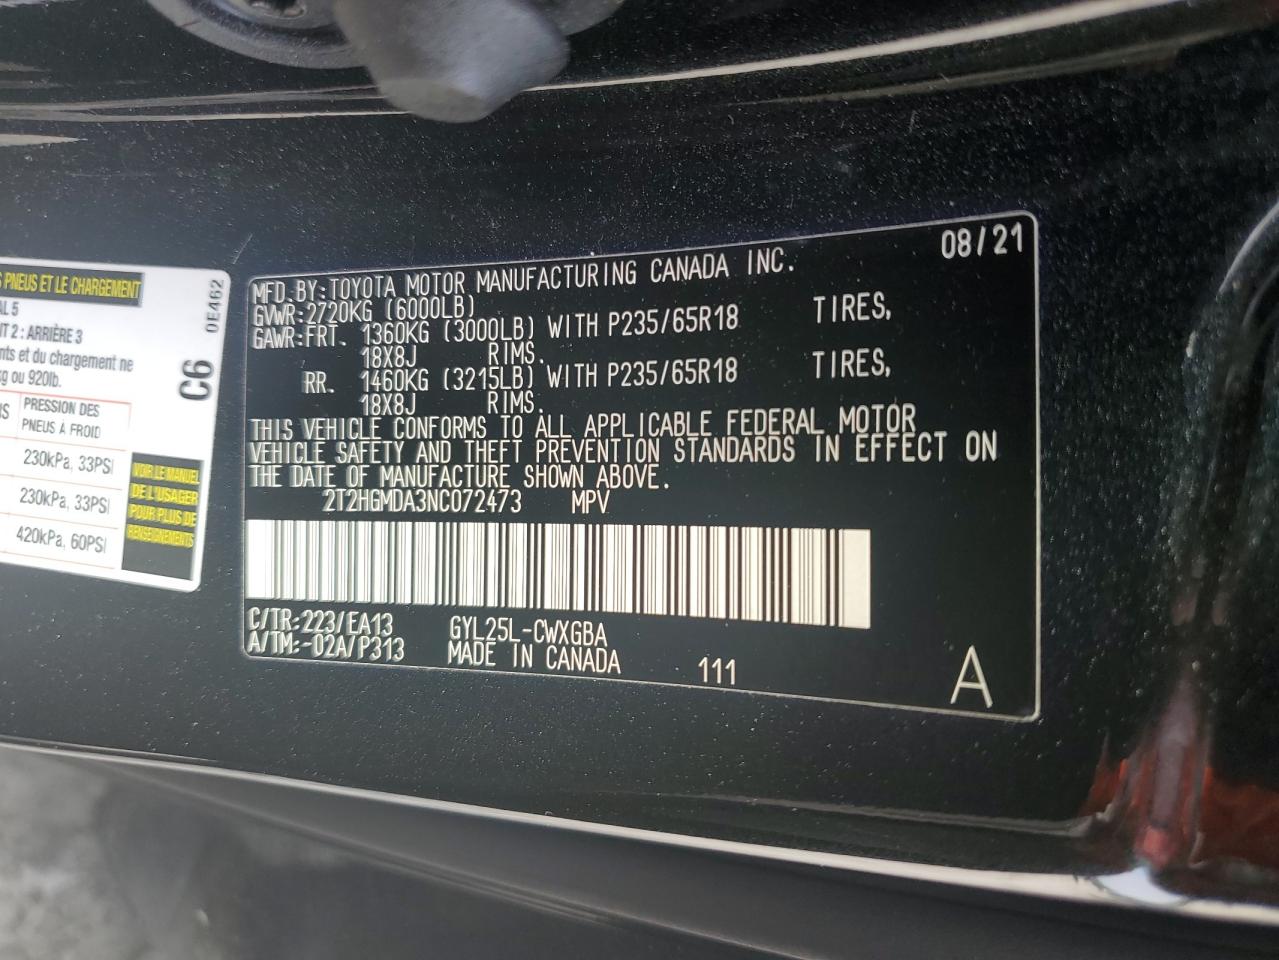 S PNEUS ET LE CHARGEMENT
AL 5
NT 2 : ARRIÈRE 3
nts et du chargement ne
kg ou 920lb.
NS PRESSION DES
PNEUS À FROID
230kPa, 33PSI
230kPa, 33PSI
420kPa, 60PSI
VOIR LE MANUEL
DE L'USAGER
POUR PLUS DE
RENSEIGNEMENTS
0E462
C6
08/21
MFD.BY:TOYOTA MOTOR MANUFACTURING CANADA INC.
GVWR:2720KG (6000LB)
GAWR:FRT. 1360KG (3000LB) WITH P235/65R18 TIRES,
18X8J RIMS.
RR. 1460KG (3215LB) WITH P235/65R18 TIRES,
18X8J RIMS.
THIS VEHICLE CONFORMS TO ALL APPLICABLE FEDERAL MOTOR
VEHICLE SAFETY AND THEFT PREVENTION STANDARDS IN EFFECT ON
THE DATE OF MANUFACTURE SHOWN ABOVE.
2T2HGMDA3NC072473 MPV
C/TR:223/EA13 GYL25L-CWXGBA
A/TM:-02A/P313 MADE IN CANADA 111
A